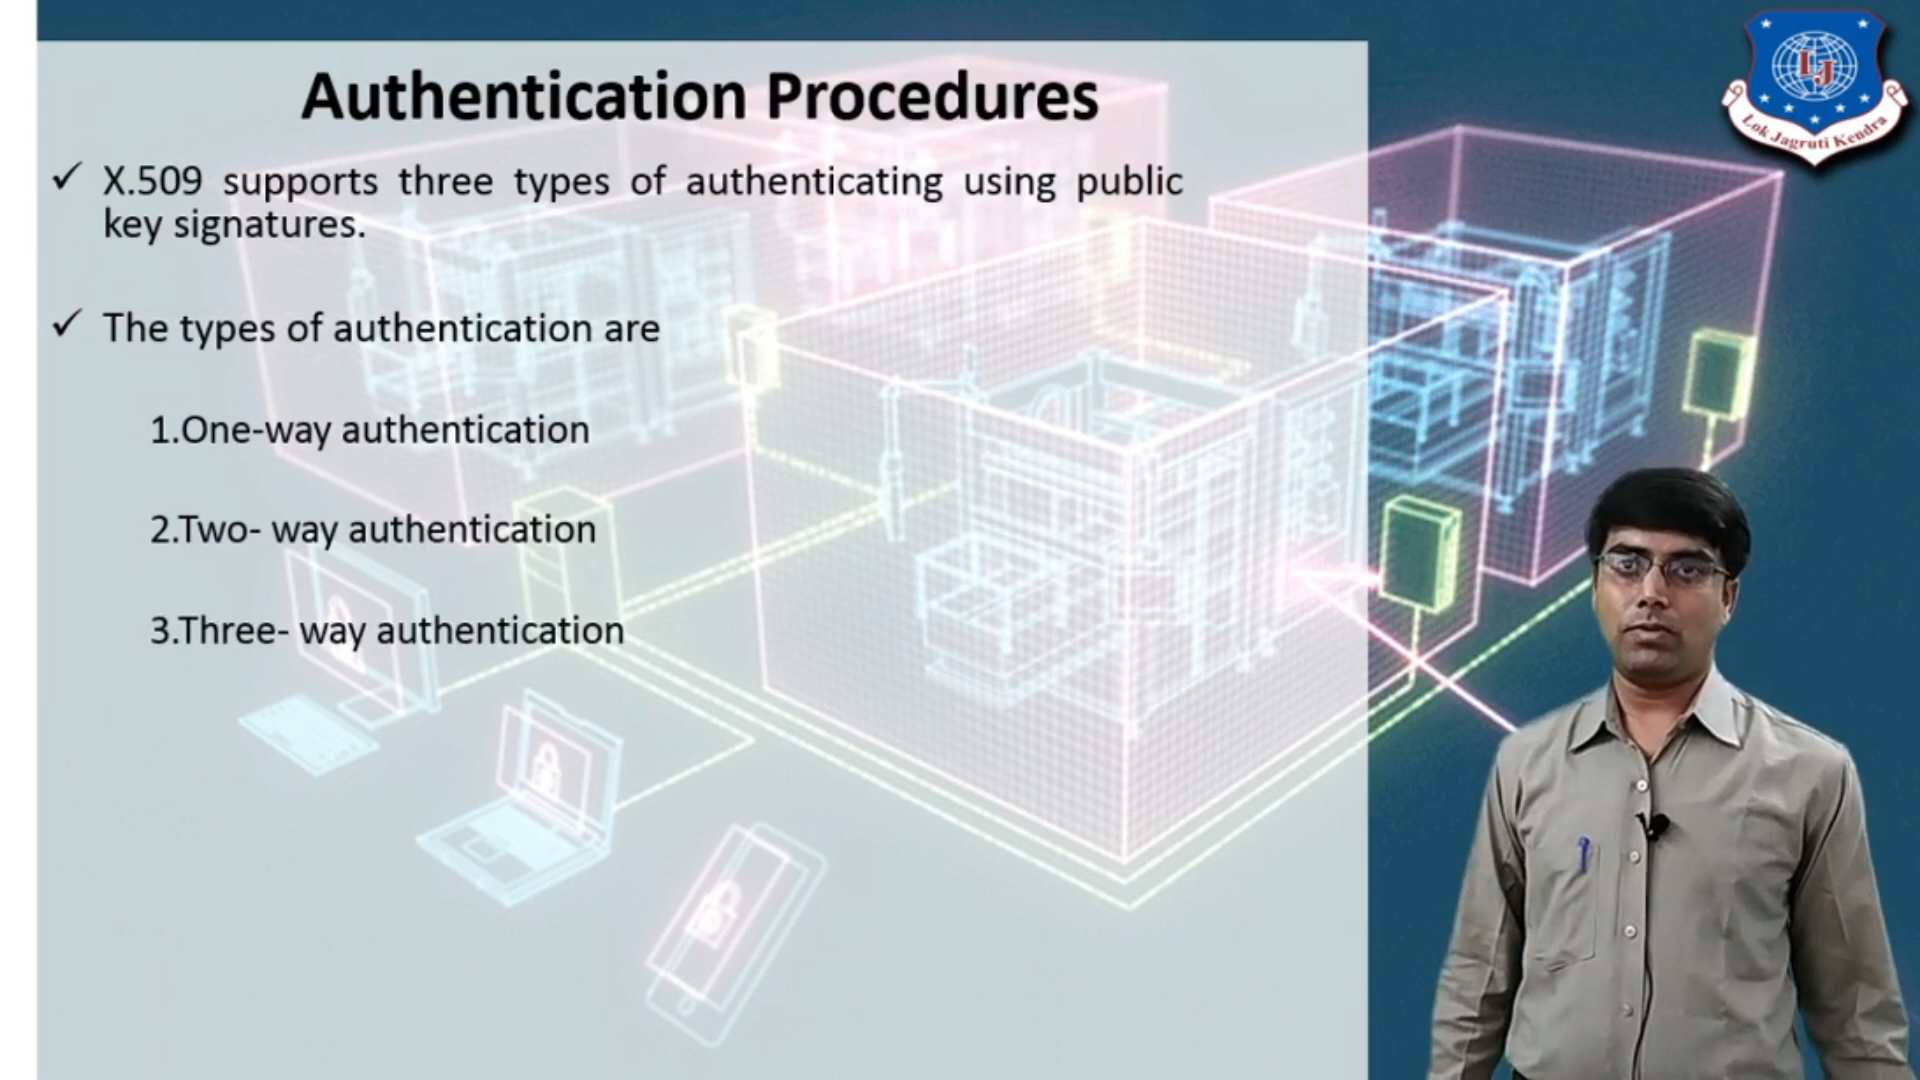 Authentication Procedures
✓ X.509 supports three types of authenticating using public
key signatures.
✓ The types of authentication are
1.One-way authentication
2.Two- way authentication
3.Three- way authentication
IJ
Lok Jagruti Kendra